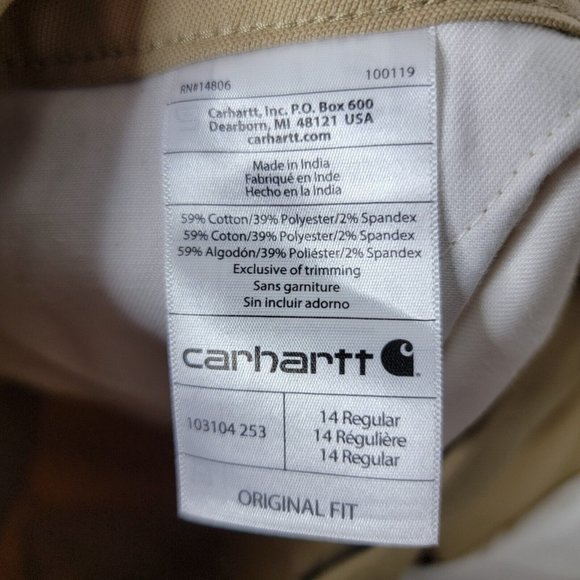 RN#14806 100119
Carhartt, Inc. P.O. Box 600
Dearborn, MI 48121 USA
carhartt.com
Made in India
Fabriqué en Inde
Hecho en la India
59% Cotton/39% Polyester/2% Spandex
59% Coton/39% Polyester/2% Spandex
59% Algodón/39% Poliéster/2% Spandex
Exclusive of trimming
Sans garniture
Sin incluir adorno
carhartt
103104 253
14 Regular
14 Régulière
14 Regular
ORIGINAL FIT